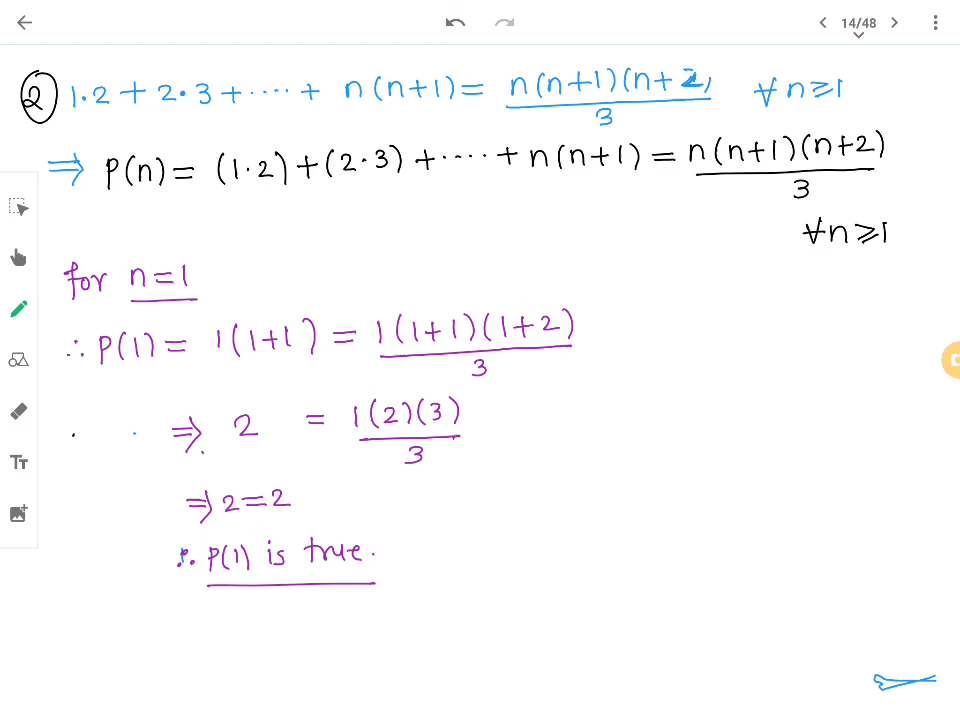 14/48
② 1·2 + 2·3 + ···· + n(n+1) = n(n+1)(n+2)/3 ∀ n≥1
⇒ P(n) = (1·2) + (2·3) + ···· + n(n+1) = n(n+1)(n+2)/3
∀n≥1
for n=1
∴ P(1) = 1(1+1) = 1(1+1)(1+2)/3
⇒ 2 = 1(2)(3)/3
⇒ 2=2
∴ P(1) is true.
Tт